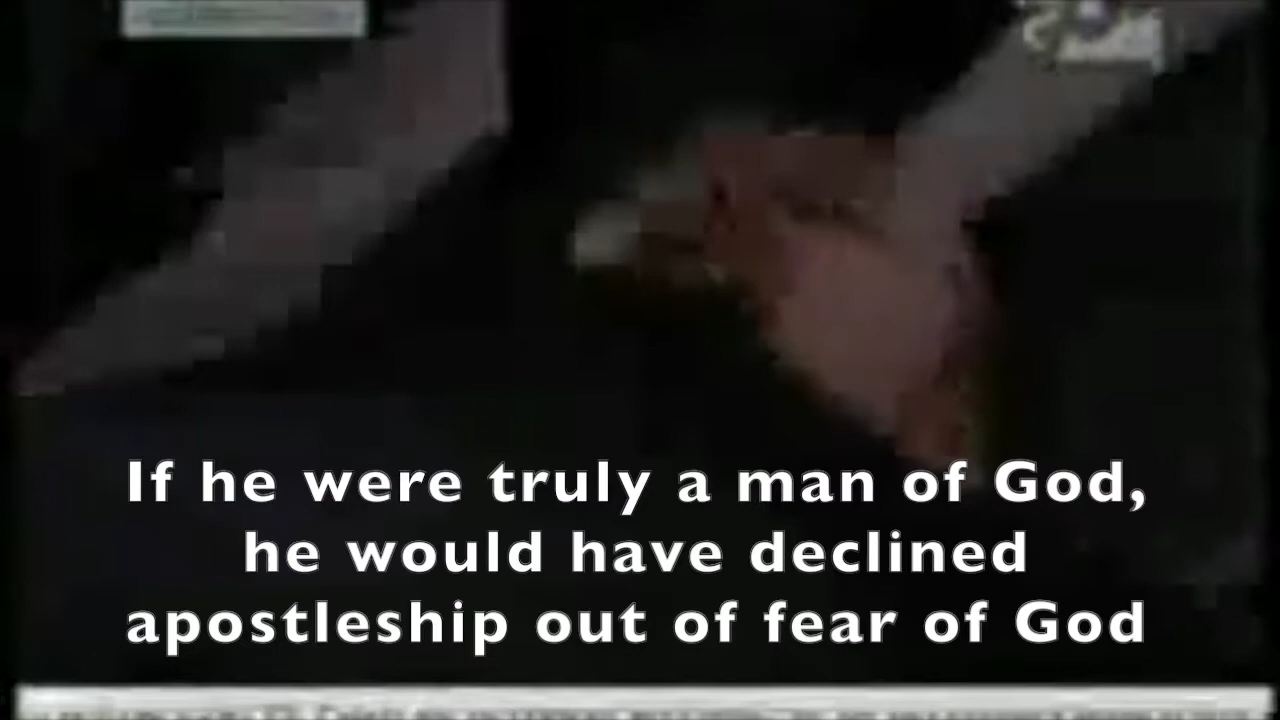 If he were truly a man of God,
he would have declined
apostleship out of fear of God